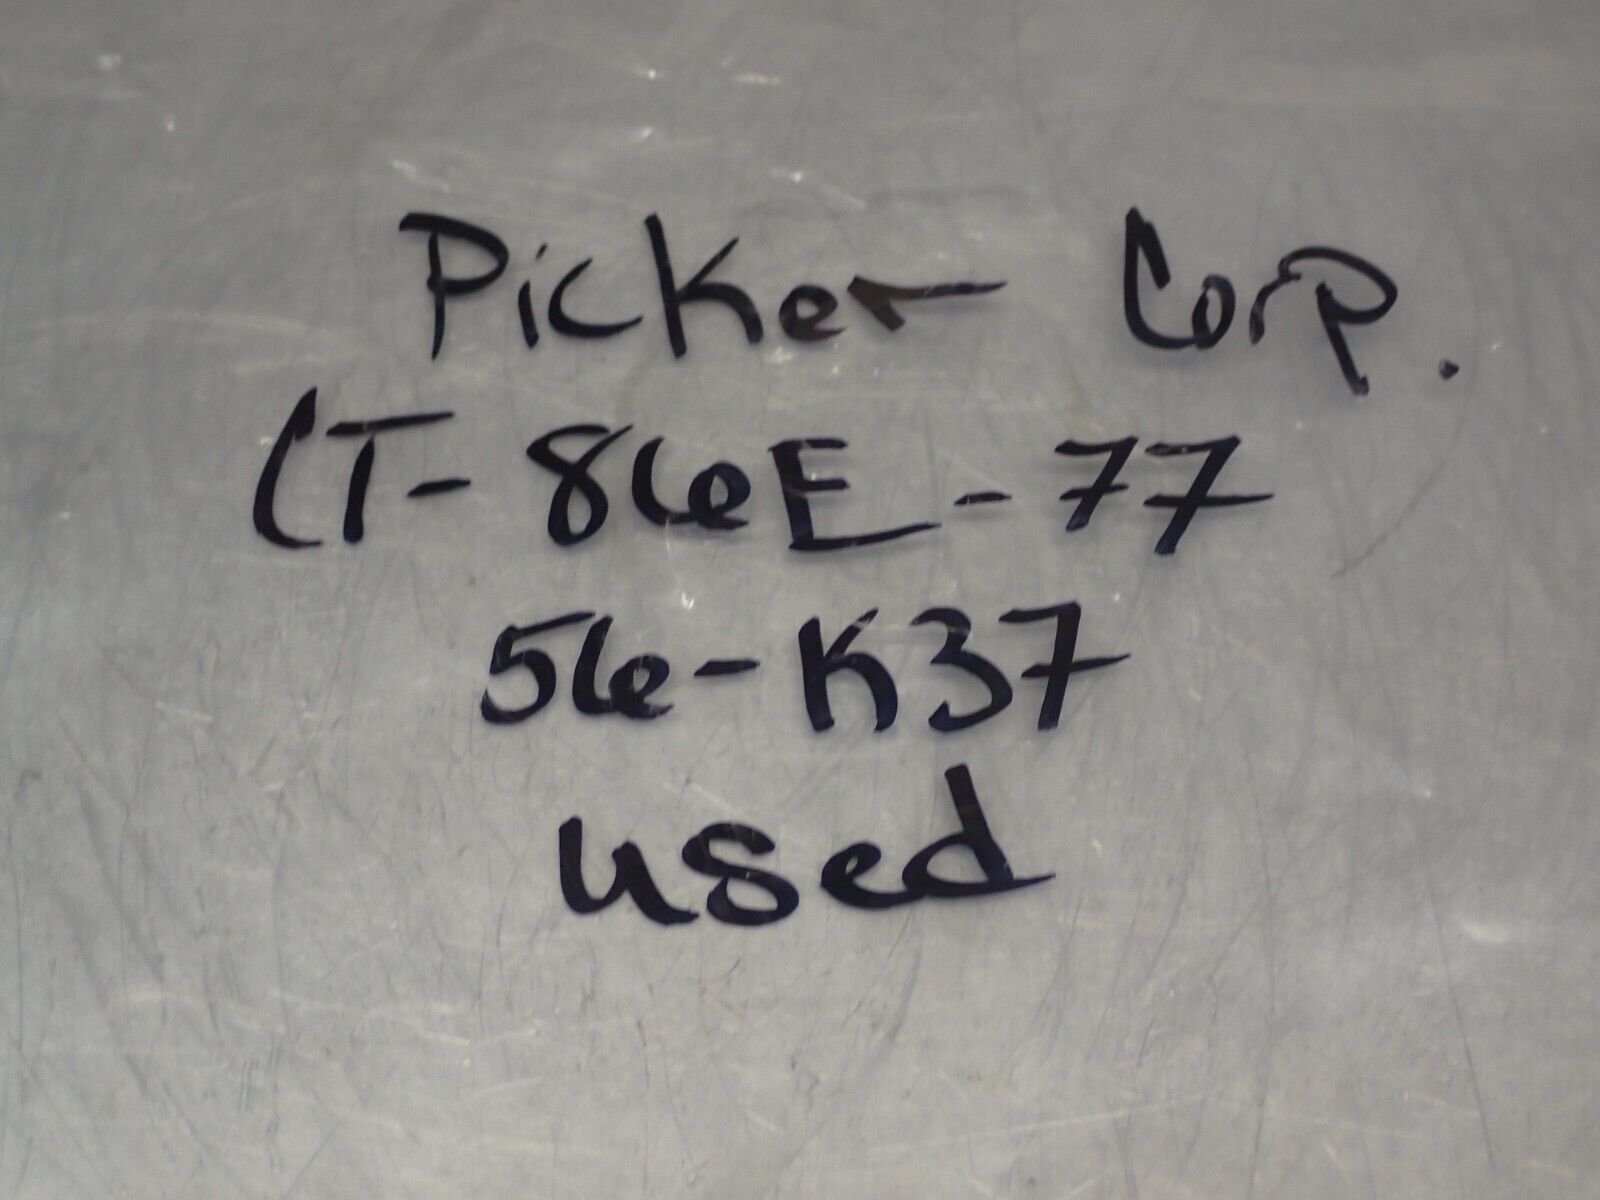 Picker Corp.
CT-86E-77
56-K37
used